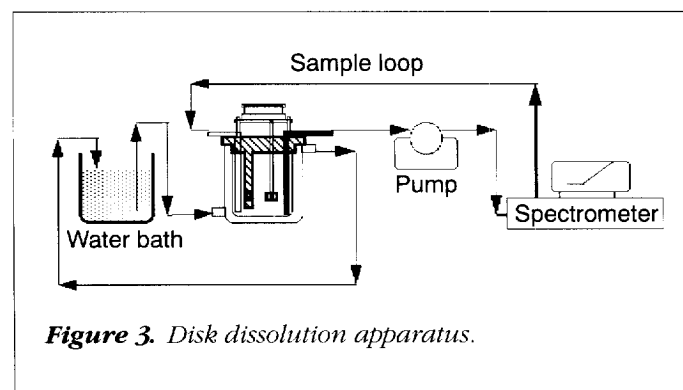 Sample loop
Pump
Spectrometer
Water bath
Figure 3. Disk dissolution apparatus.